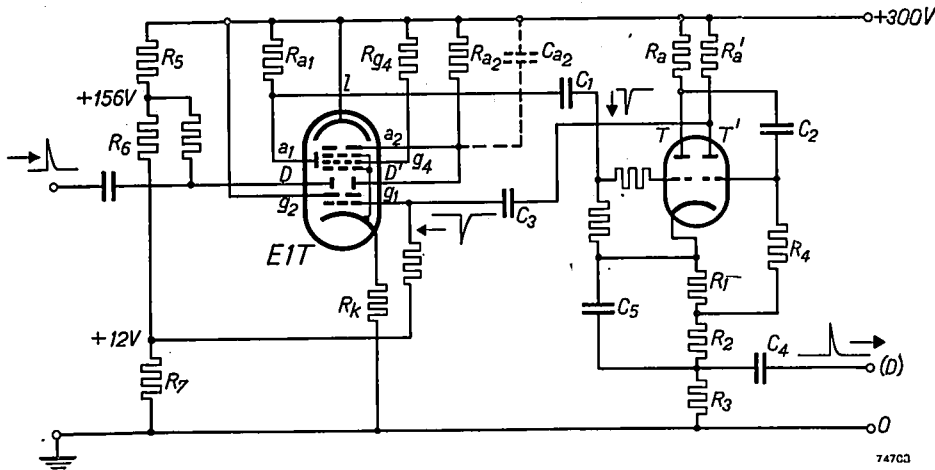 +300V
R5
Ra1
Rg4
Ra2
Ca2
Ra
Ra'
l
C1
+156V
R6
a1
a2
g4
T
T'
C2
D
D'
g2
g1
C3
E1T
R4
Rk
R1
C5
+12V
R2
C4
(D)
R7
R3
0
74703